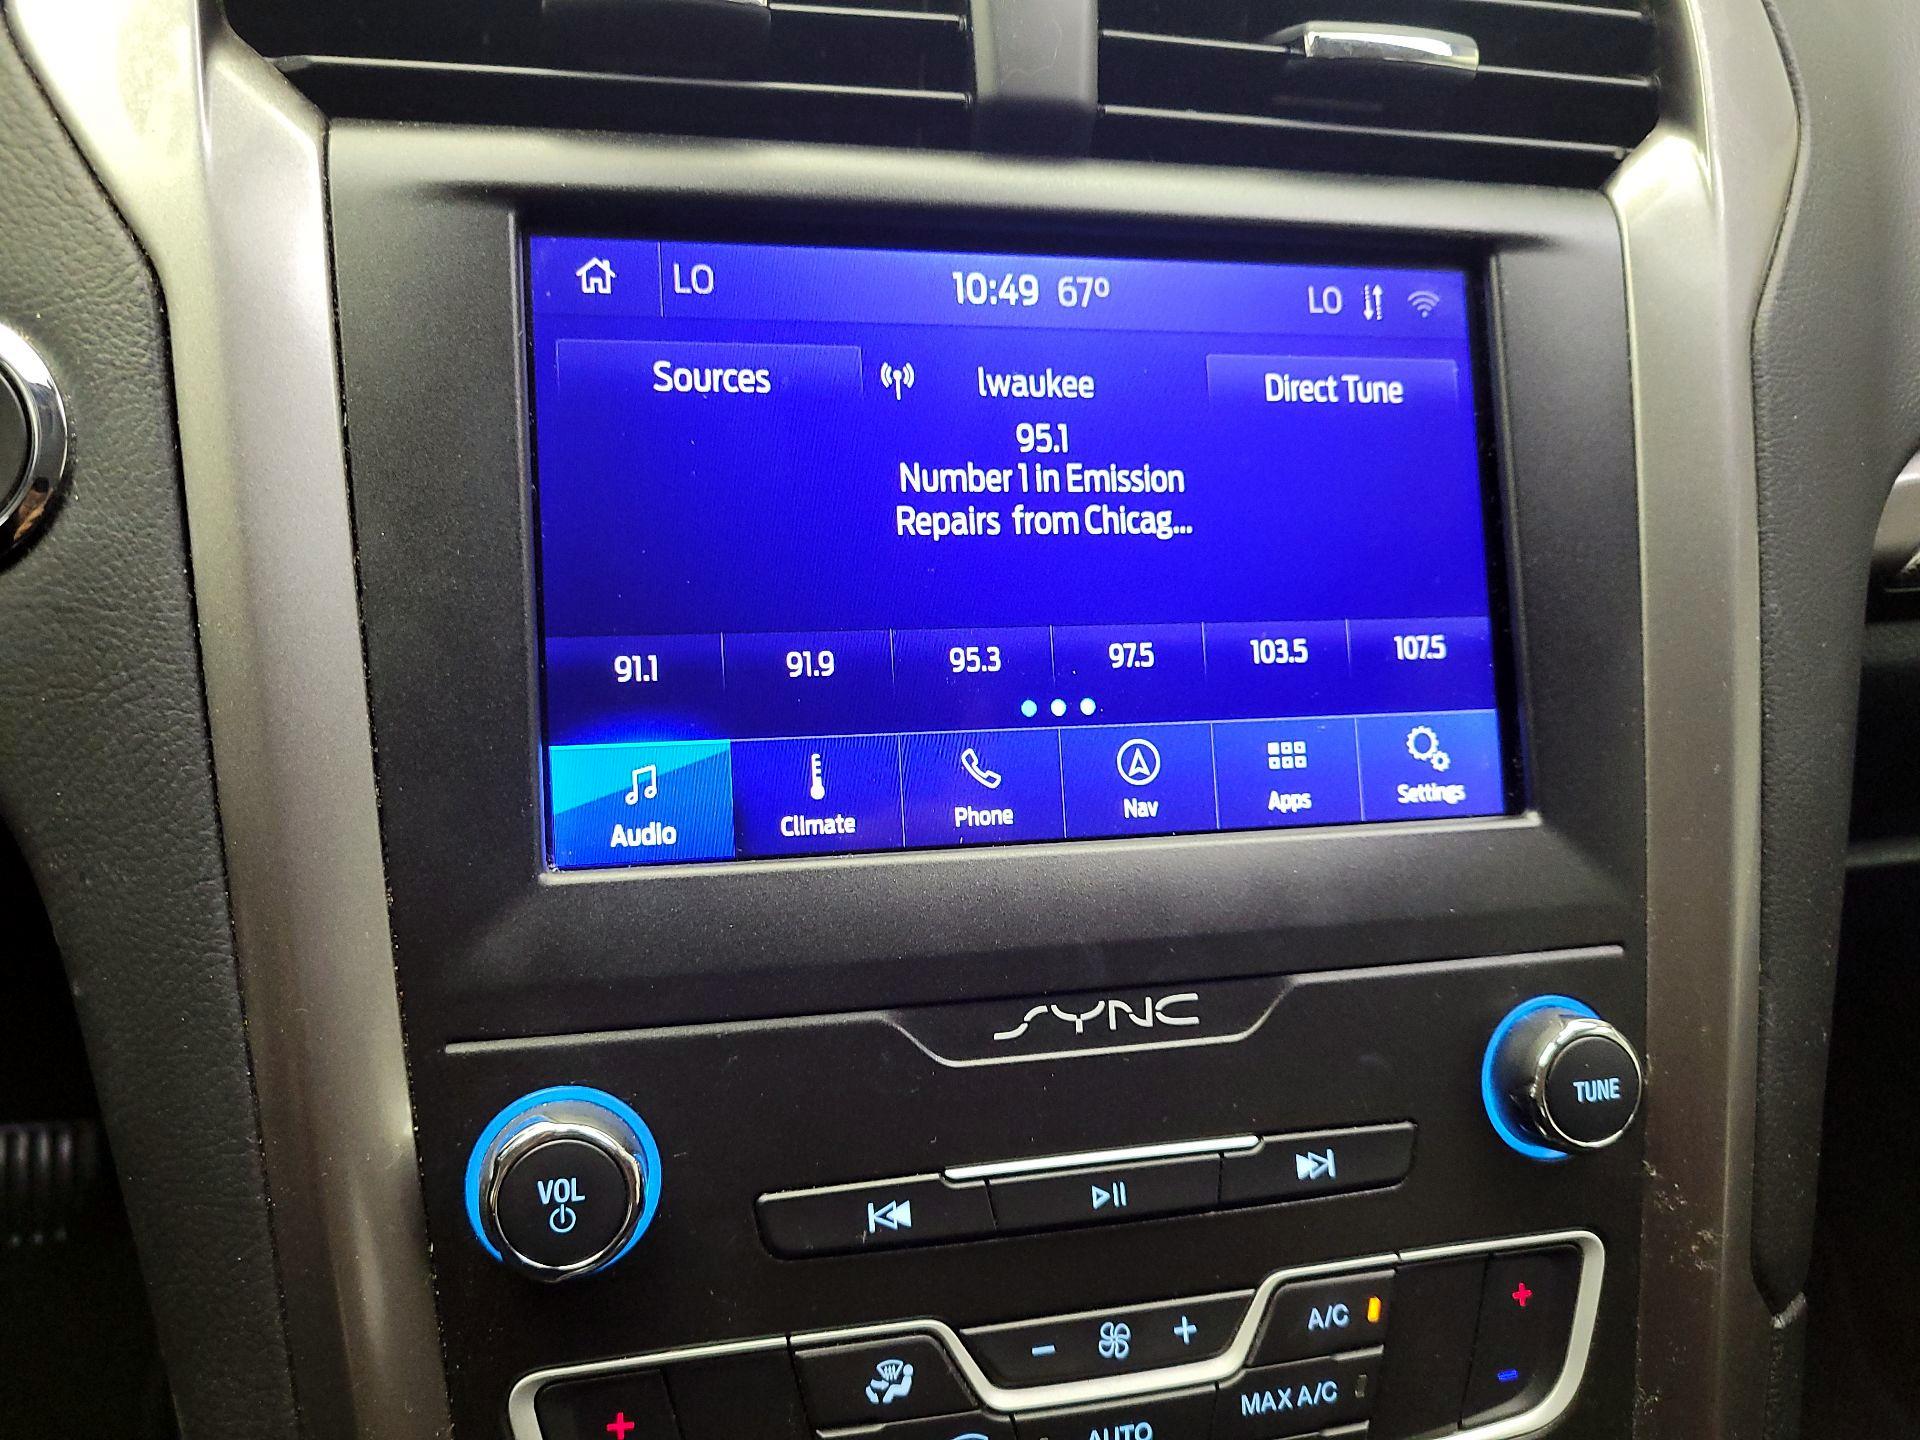 LO 10:49 67° LO
Sources lwaukee Direct Tune
95.1
Number 1 in Emission
Repairs from Chicag...
91.1 91.9 95.3 97.5 103.5 107.5
Audio Climate Phone Nav Apps Settings
SYNC
TUNE
VOL
- + A/C +
MAX A/C -
+ AUTO